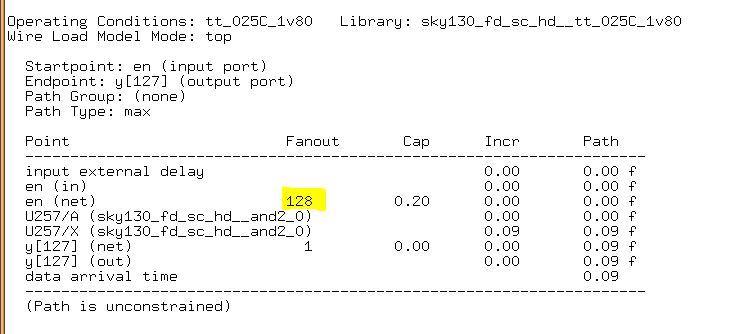 Operating Conditions: tt_025C_1v80   Library: sky130_fd_sc_hd__tt_025C_1v80
Wire Load Model Mode: top
Startpoint: en (input port)
Endpoint: y[127] (output port)
Path Group: (none)
Path Type: max
Point Fanout Cap Incr Path
input external delay 0.00 0.00 f
en (in) 0.00 0.00 f
en (net) 128 0.20 0.00 0.00 f
U257/A (sky130_fd_sc_hd__and2_0) 0.00 0.00 f
U257/X (sky130_fd_sc_hd__and2_0) 0.09 0.09 f
y[127] (net) 1 0.00 0.00 0.09 f
y[127] (out) 0.00 0.09 f
data arrival time 0.09
(Path is unconstrained)